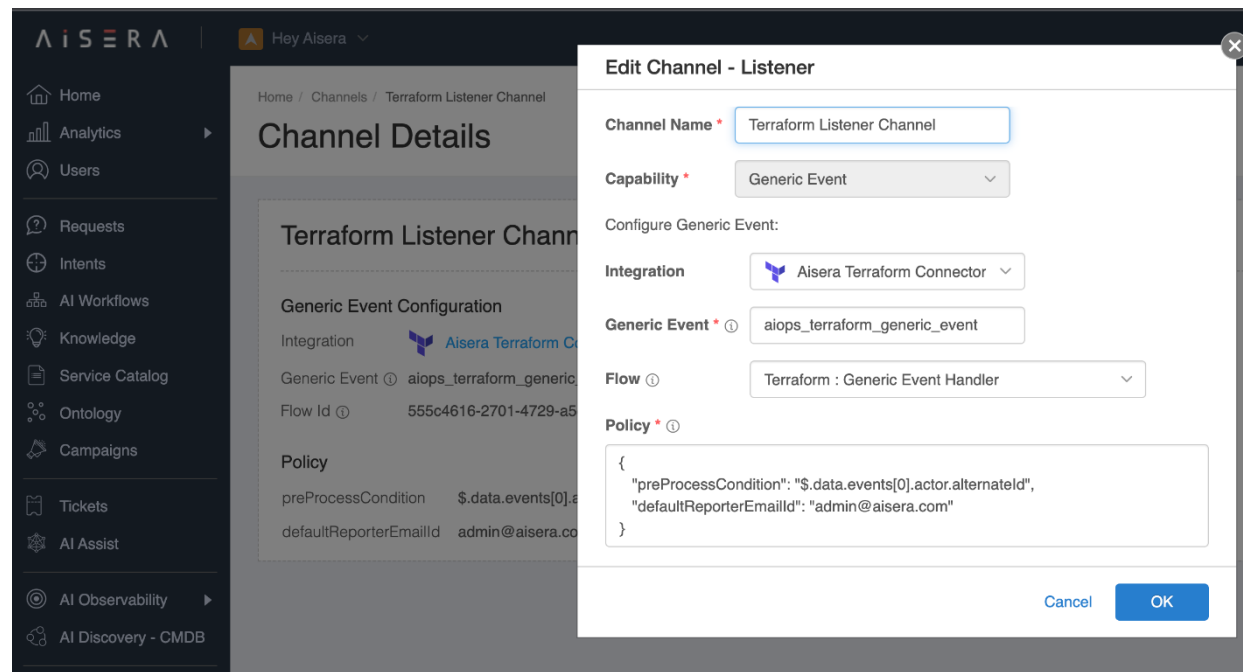 AISERA
Hey Aisera
Home
Analytics
Users
Requests
Intents
AI Workflows
Knowledge
Service Catalog
Ontology
Campaigns
Tickets
AI Assist
AI Observability
AI Discovery - CMDB
Home / Channels / Terraform Listener Channel
Channel Details
Terraform Listener Chann
Generic Event Configuration
Integration Aisera Terraform Co
Generic Event aiops_terraform_generic_
Flow Id 555c4616-2701-4729-a5
Policy
preProcessCondition $.data.events[0].a
defaultReporterEmailId admin@aisera.co
Edit Channel - Listener
Channel Name * Terraform Listener Channel
Capability * Generic Event
Configure Generic Event:
Integration Aisera Terraform Connector
Generic Event * aiops_terraform_generic_event
Flow Terraform : Generic Event Handler
Policy *
{
"preProcessCondition": "$.data.events[0].actor.alternateId",
"defaultReporterEmailId": "admin@aisera.com"
}
Cancel OK